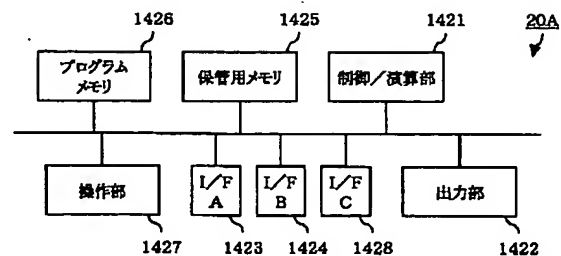 1426
1425
1421
20A
プログラム
メモリ
保管用メモリ
制御/演算部
操作部
I/F
A
I/F
B
I/F
C
出力部
1427
1423
1424
1428
1422